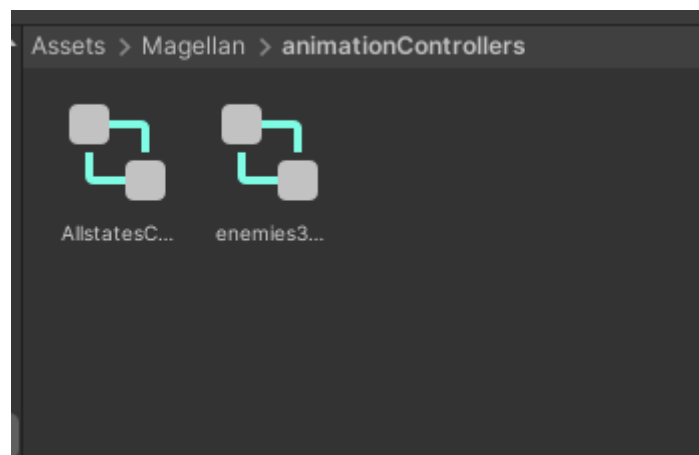 Assets > Magellan > animationControllers
AllstatesC... enemies3...